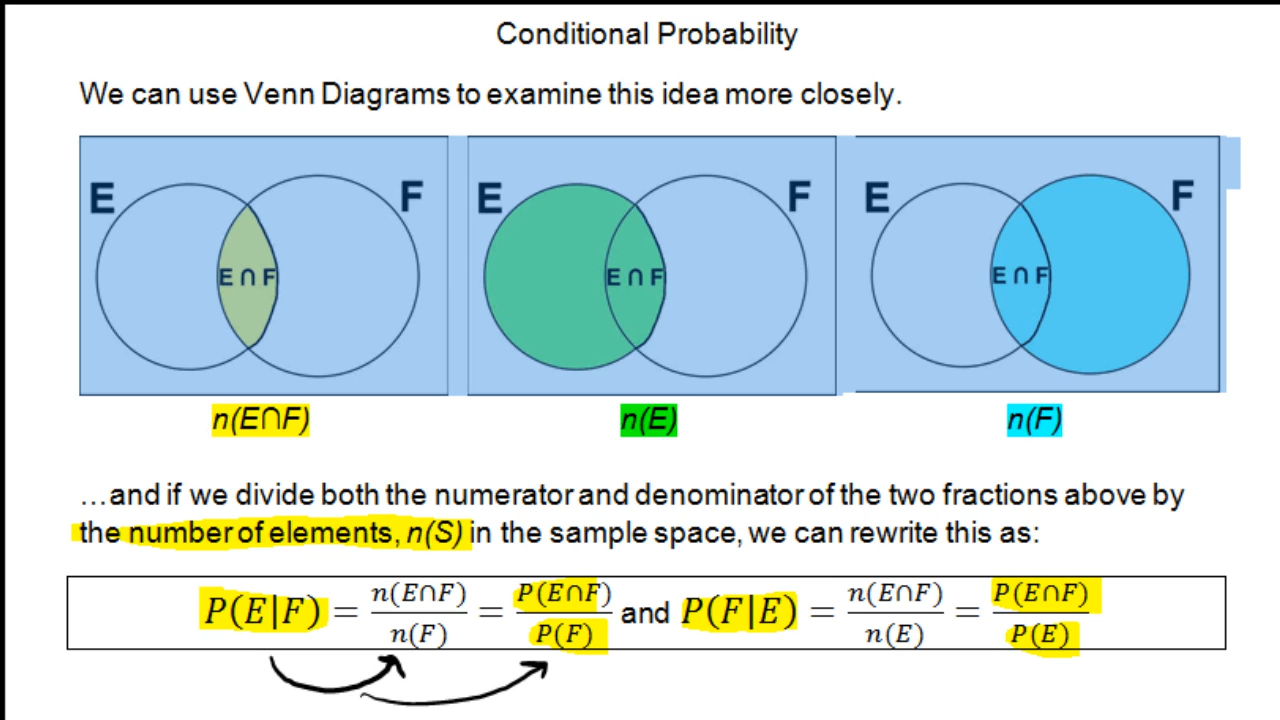 Conditional Probability
We can use Venn Diagrams to examine this idea more closely.
E F E F E F
E ∩ F E ∩ F E ∩ F
n(E∩F) n(E) n(F)
…and if we divide both the numerator and denominator of the two fractions above by
the number of elements, n(S) in the sample space, we can rewrite this as:
P(E|F) = n(E∩F)/n(F) = P(E∩F)/P(F) and P(F|E) = n(E∩F)/n(E) = P(E∩F)/P(E)